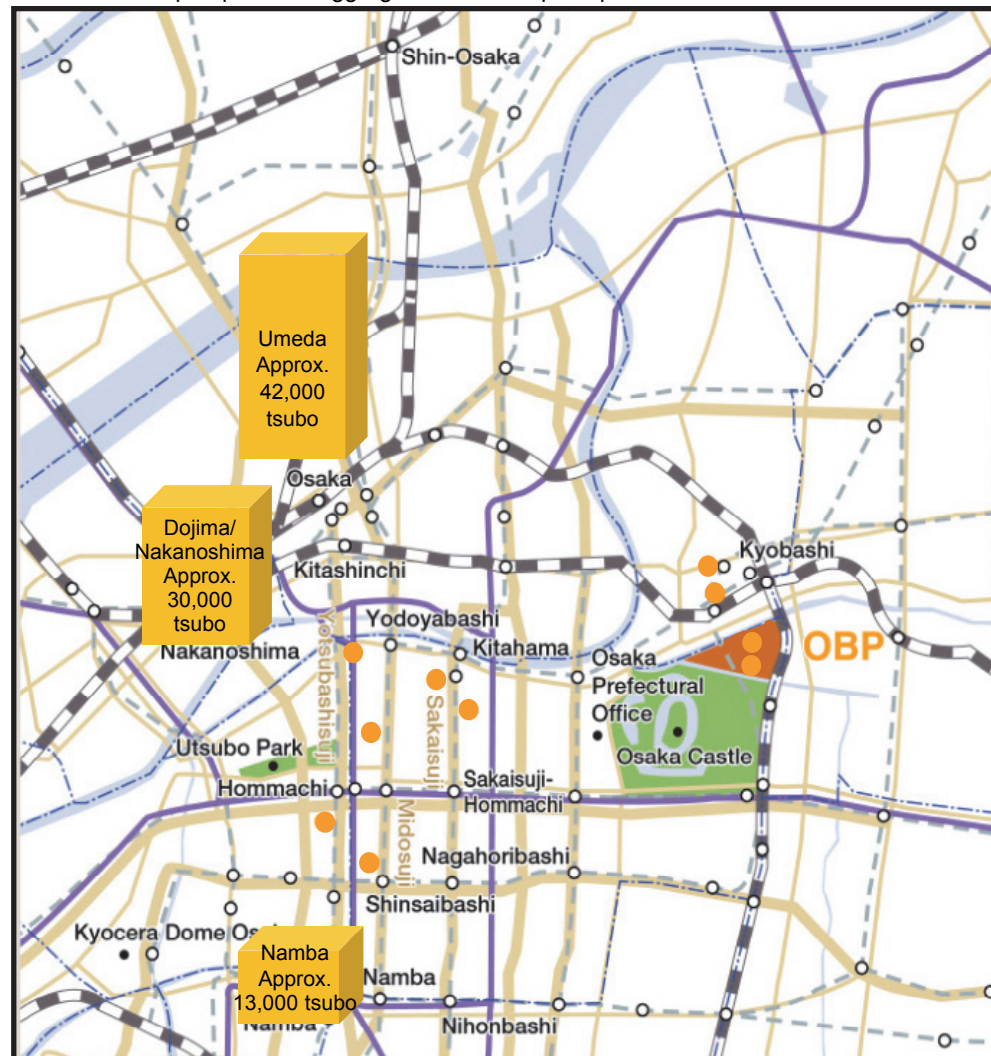 Shin-Osaka
Umeda
Approx.
42,000
tsubo
Osaka
Dojima/
Nakanoshima
Approx.
30,000
tsubo
Kyobashi
Kitashinchi
Yodoyabashi
Nakanoshima
Kitahama
OBP
Osaka
Prefectural
Office
Yotsubashisuji
Sakaisuji
Utsubo Park
Osaka Castle
Hommachi
Sakaisuji-
Hommachi
Midosuji
Nagahoribashi
Shinsaibashi
Kyocera Dome
Namba
Approx.
13,000 tsubo
Namba
Nihonbashi
Namba